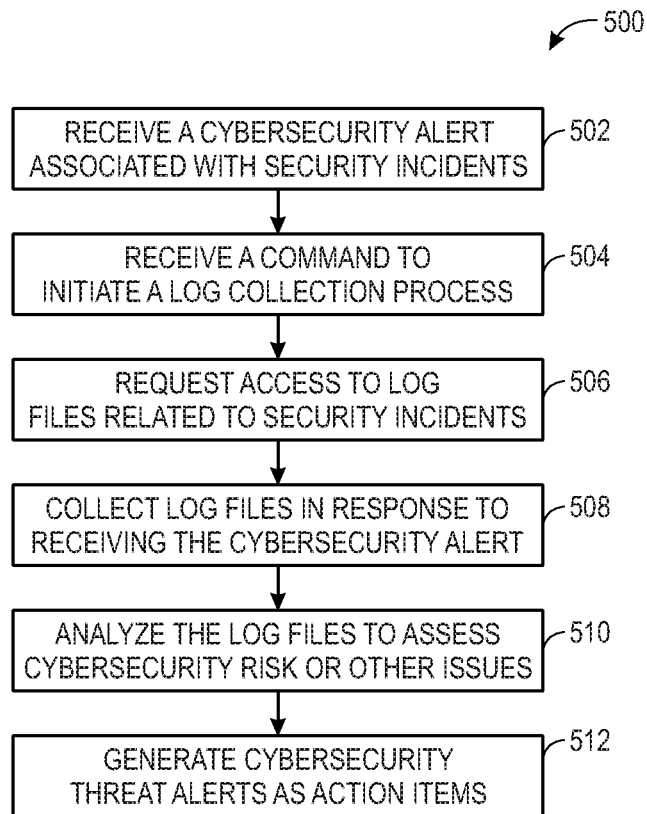 500
RECEIVE A CYBERSECURITY ALERT
ASSOCIATED WITH SECURITY INCIDENTS
502
RECEIVE A COMMAND TO
INITIATE A LOG COLLECTION PROCESS
504
REQUEST ACCESS TO LOG
FILES RELATED TO SECURITY INCIDENTS
506
COLLECT LOG FILES IN RESPONSE TO
RECEIVING THE CYBERSECURITY ALERT
508
ANALYZE THE LOG FILES TO ASSESS
CYBERSECURITY RISK OR OTHER ISSUES
510
GENERATE CYBERSECURITY
THREAT ALERTS AS ACTION ITEMS
512